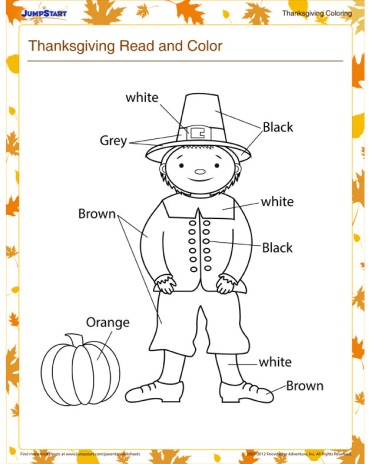 JUMPSTART
Thanksgiving Coloring
Thanksgiving Read and Color
white
Black
Grey
white
Brown
Black
Orange
white
Brown